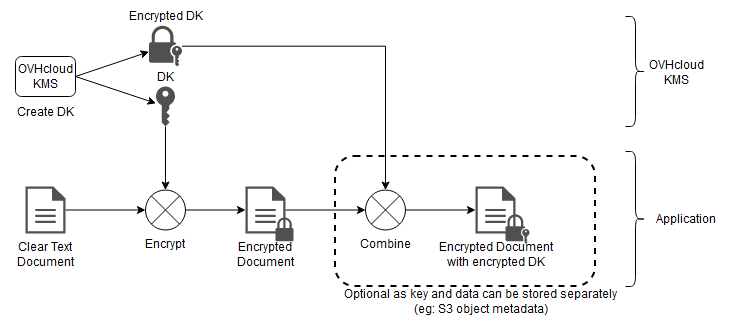 Encrypted DK
OVHcloud
KMS
DK
OVHcloud
KMS
Create DK
Clear Text
Document
Encrypt
Encrypted
Document
Combine
Encrypted Document
with encrypted DK
Application
Optional as key and data can be stored separately
(eg: S3 object metadata)